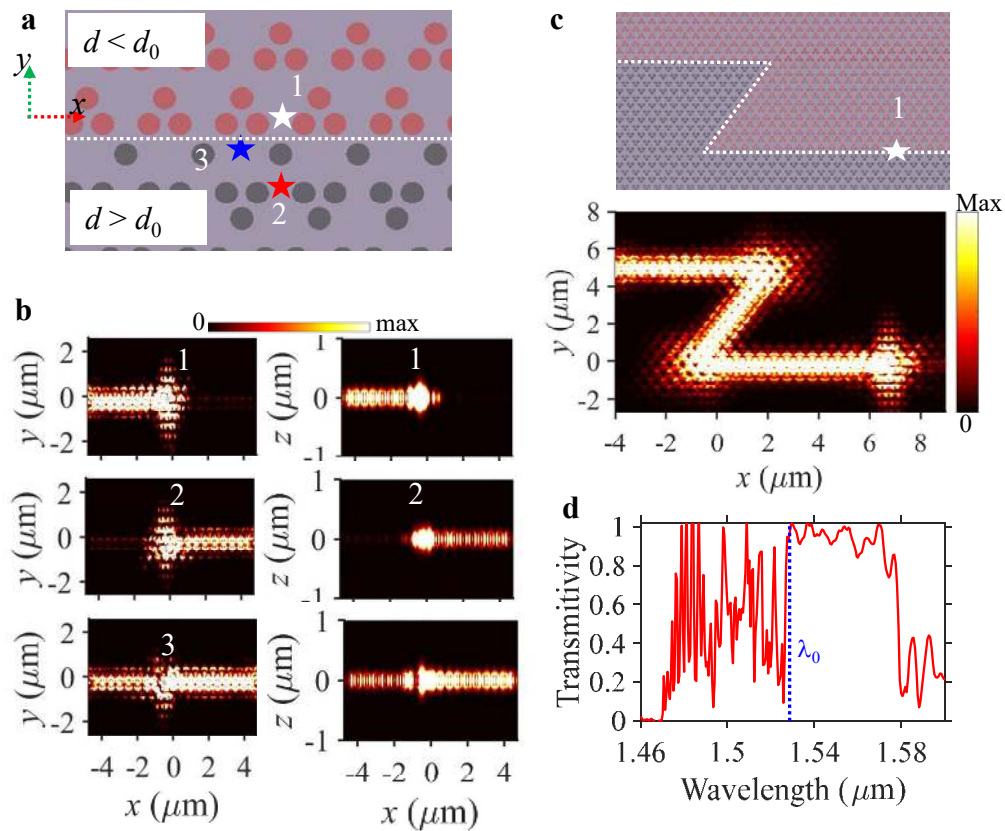 a
d < d₀
y
x
1
3
2
d > d₀
b
0 max
1
2
0
-2
y (μm)
1
1
0
-1
z (μm)
2
2
0
-2
y (μm)
2
1
0
-1
z (μm)
3
2
0
-2
y (μm)
1
0
-1
z (μm)
-4 -2 0 2 4
x (μm)
-4 -2 0 2 4
x (μm)
c
1
Max
0
8
6
4
2
0
-2
y (μm)
-4 -2 0 2 4 6 8
x (μm)
d
1
0.8
0.6
0.4
0.2
0
Transmitivity
λ₀
1.46 1.5 1.54 1.58
Wavelength (μm)